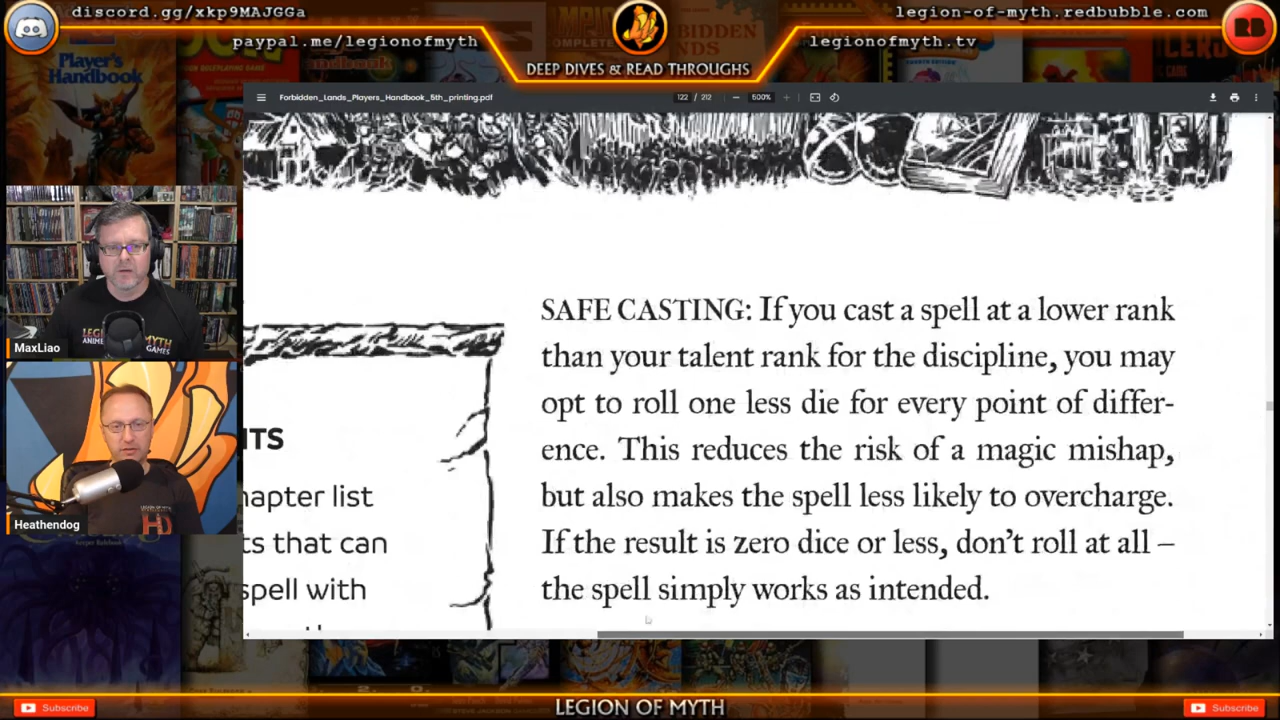 discord.gg/xkp9MAJGGa
legion-of-myth.redbubble.com
paypal.me/legionofmyth
legionofmyth.tv
DEEP DIVES & READ THROUGHS
Player's
Handbook
Forbidden_Lands_Players_Handbook_5th_printing.pdf
122 / 212
500%
SAFE CASTING: If you cast a spell at a lower rank
than your talent rank for the discipline, you may
opt to roll one less die for every point of differ-
ence. This reduces the risk of a magic mishap,
but also makes the spell less likely to overcharge.
If the result is zero dice or less, don't roll at all –
the spell simply works as intended.
TS
hapter list
ts that can
spell with
MaxLiao
Heathendog
HD
Subscribe
LEGION OF MYTH
Subscribe